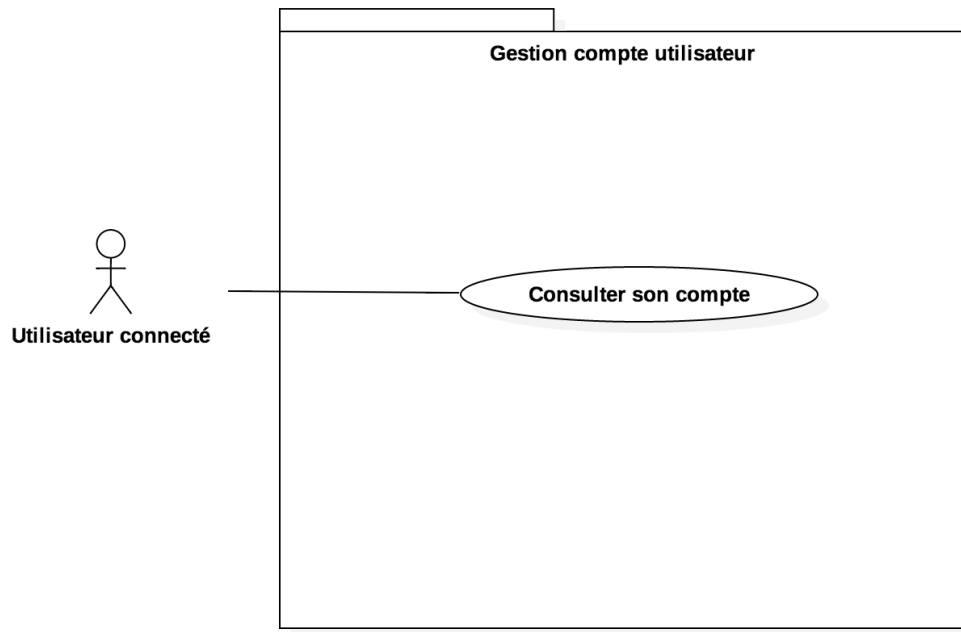 Gestion compte utilisateur
Consulter son compte
Utilisateur connecté